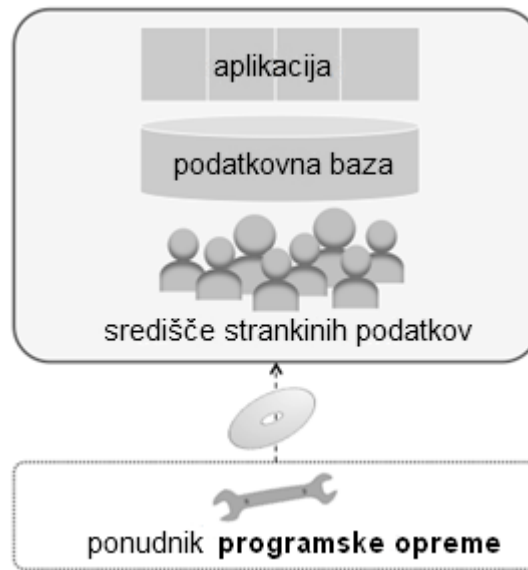 aplikacija
podatkovna baza
središče strankinih podatkov
ponudnik programske opreme